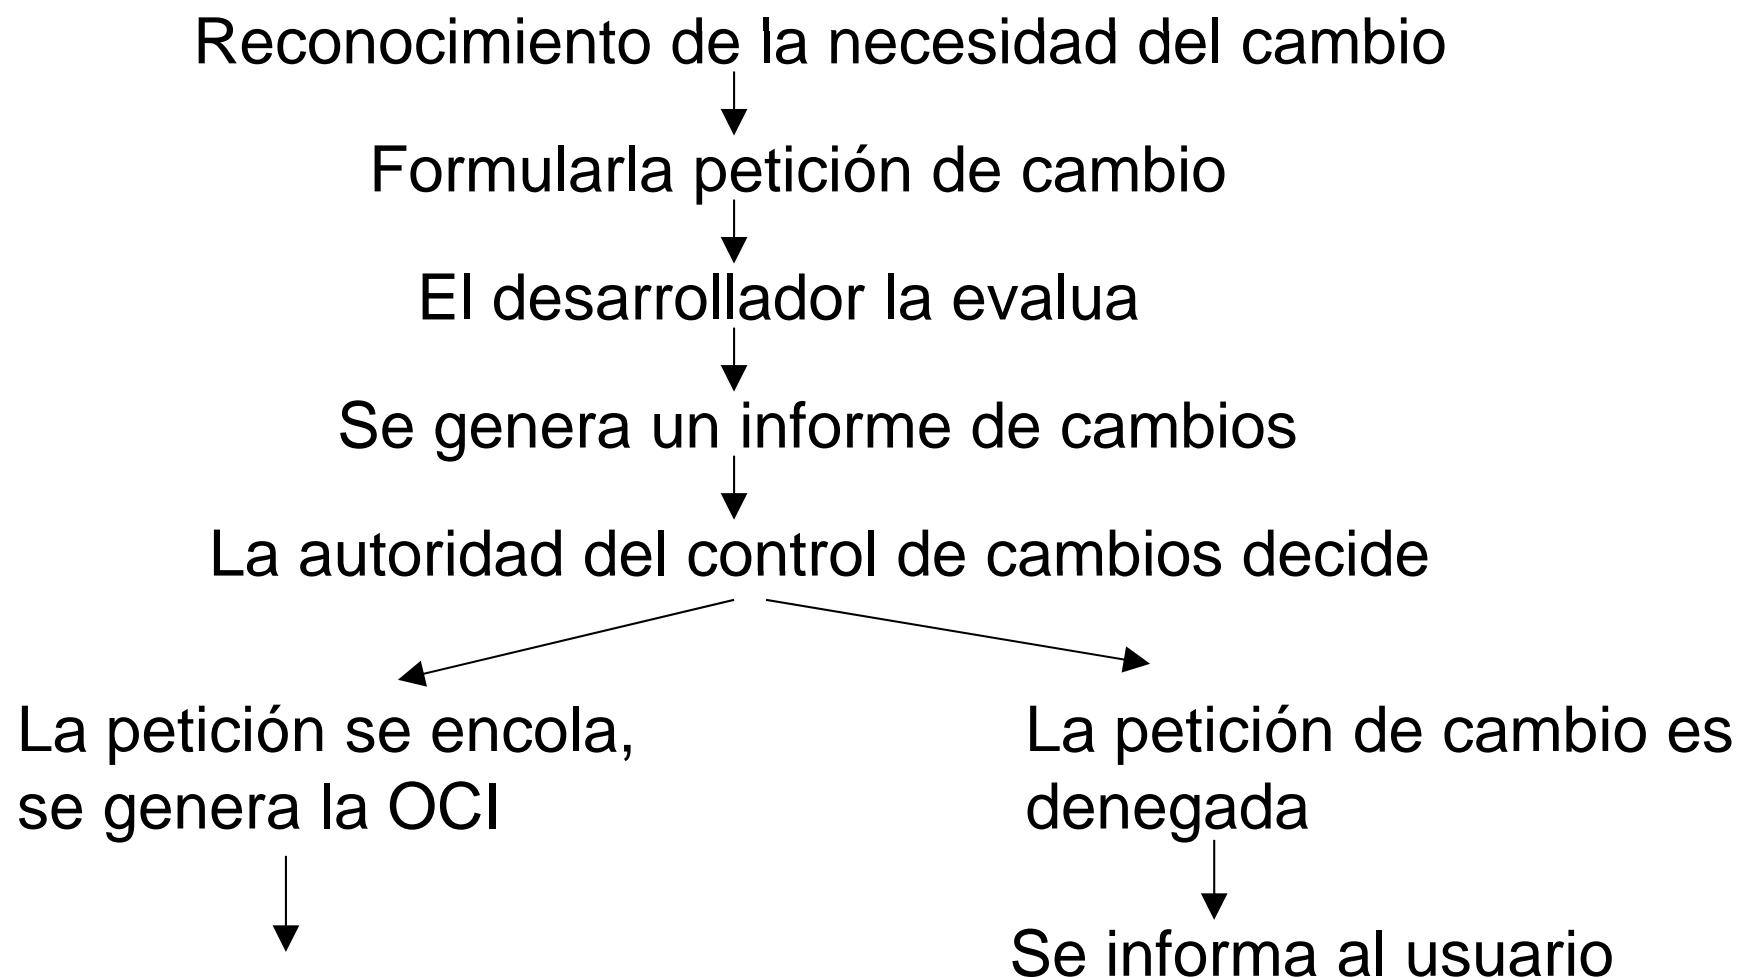 Reconocimiento de la necesidad del cambio
Formularla petición de cambio
El desarrollador la evalua
Se genera un informe de cambios
La autoridad del control de cambios decide
La petición se encola,
se genera la OCI
La petición de cambio es
denegada
Se informa al usuario